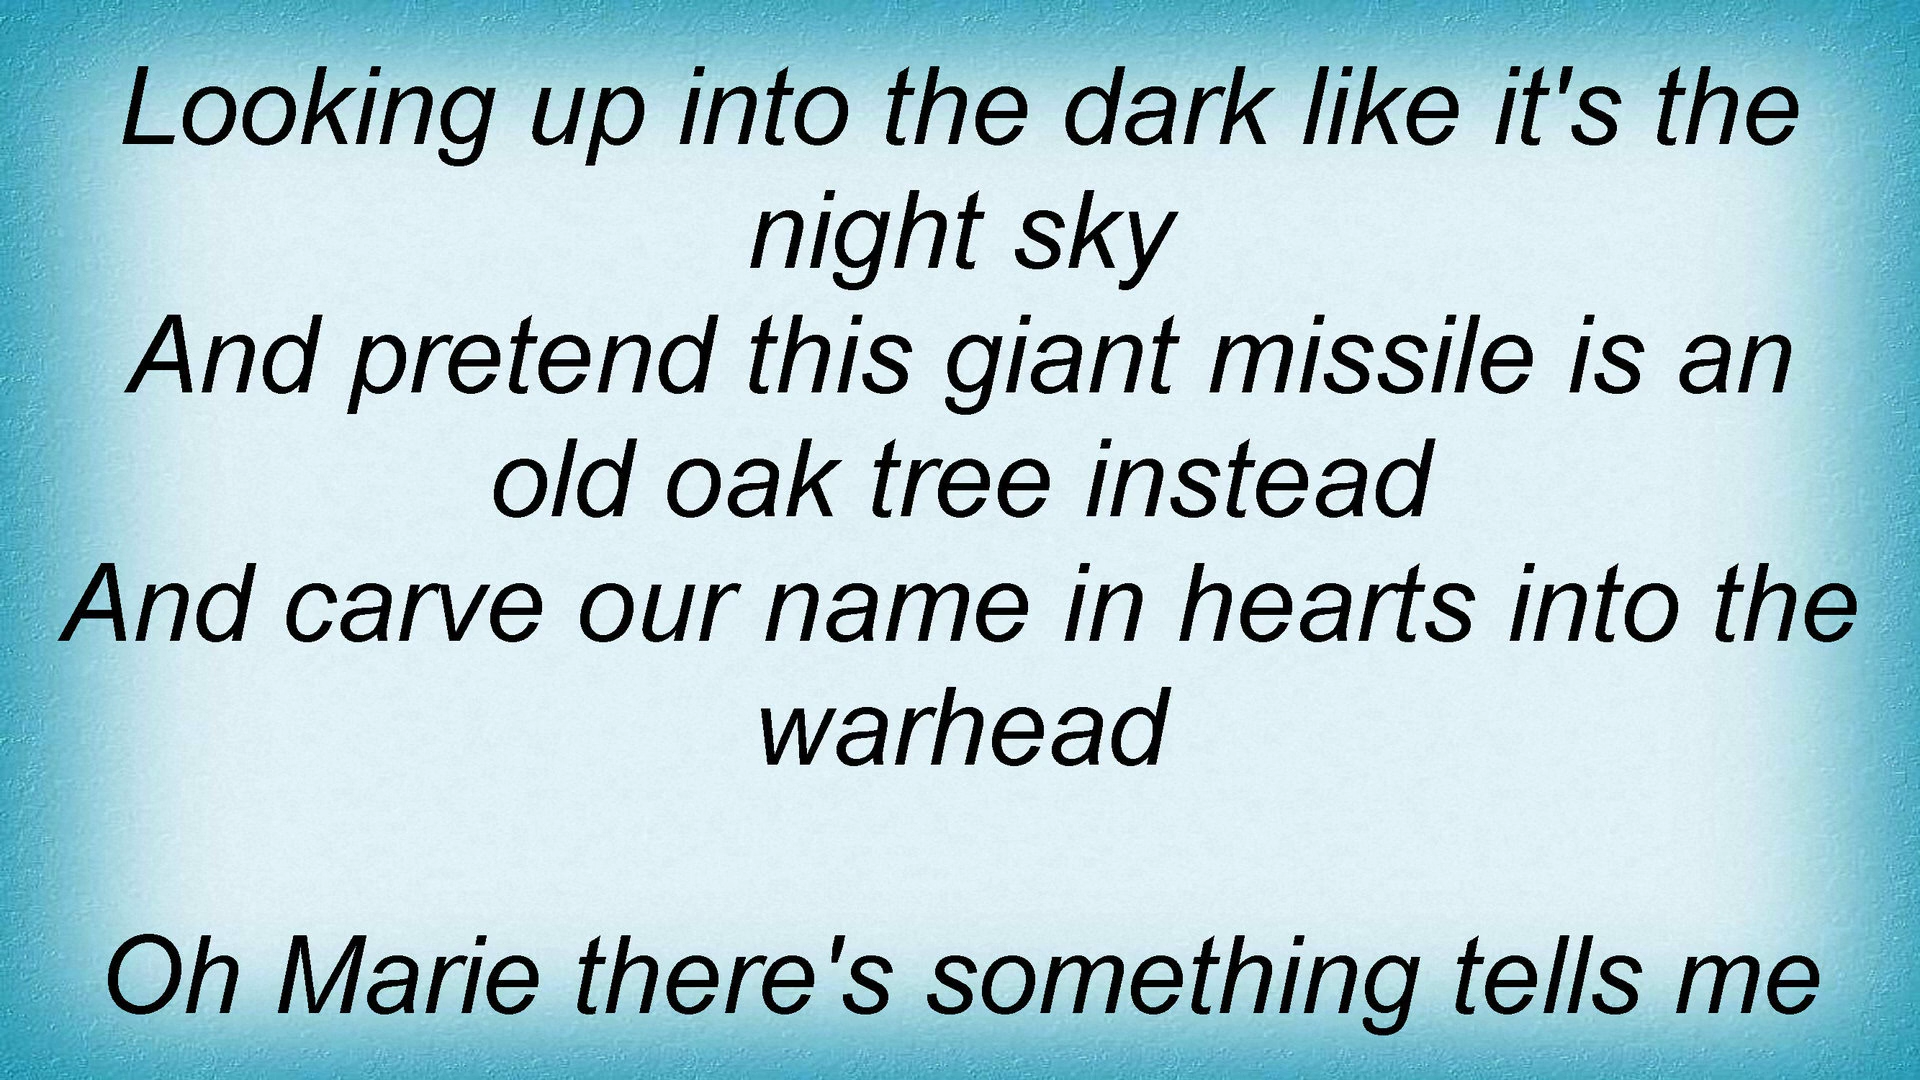 Looking up into the dark like it's the
night sky
And pretend this giant missile is an
old oak tree instead
And carve our name in hearts into the
warhead
Oh Marie there's something tells me